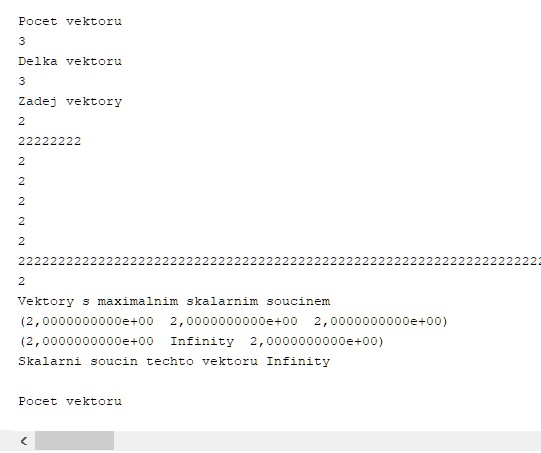 Pocet vektoru
3
Delka vektoru
3
Zadej vektory
2
22222222
2
2
2
2
2
222222222222222222222222222222222222222222222222222222222222222222
2
Vektory s maximalnim skalarnim soucinem
(2,0000000000e+00  2,0000000000e+00  2,0000000000e+00)
(2,0000000000e+00  Infinity  2,0000000000e+00)
Skalarni soucin techto vektoru Infinity
Pocet vektoru